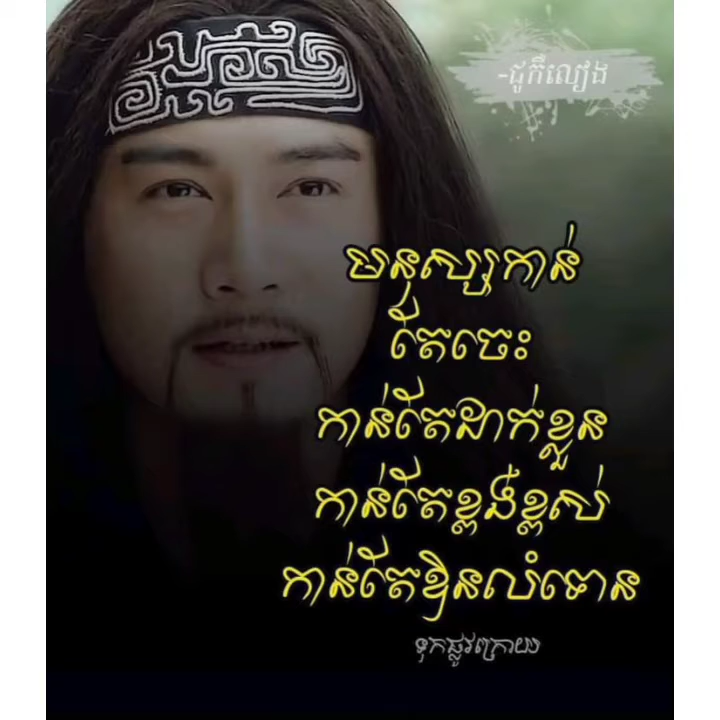 -ជូកឺលៀង
មនុស្សកាន់
តែចេះ
កាន់តែដាក់ខ្លួន
កាន់តែខ្លង់ខ្ពស់
កាន់តែឱនលំទោន
ទុកផ្លូវក្រោយ